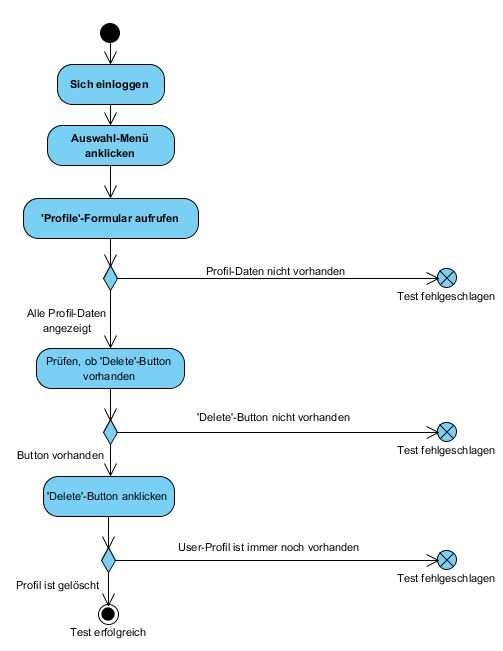 Sich einloggen
Auswahl-Menü
anklicken
'Profile'-Formular aufrufen
Profil-Daten nicht vorhanden
Test fehlgeschlagen
Alle Profil-Daten
angezeigt
Prüfen, ob 'Delete'-Button
vorhanden
'Delete'-Button nicht vorhanden
Test fehlgeschlagen
Button vorhanden
'Delete'-Button anklicken
User-Profil ist immer noch vorhanden
Test fehlgeschlagen
Profil ist gelöscht
Test erfolgreich